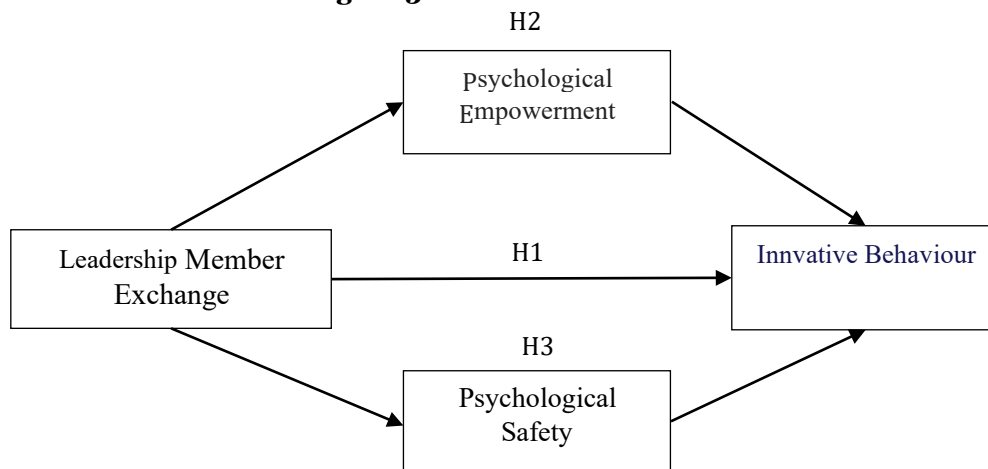 H2
Psychological
Empowerment
Leadership Member
Exchange
H1
Innvative Behaviour
H3
Psychological
Safety